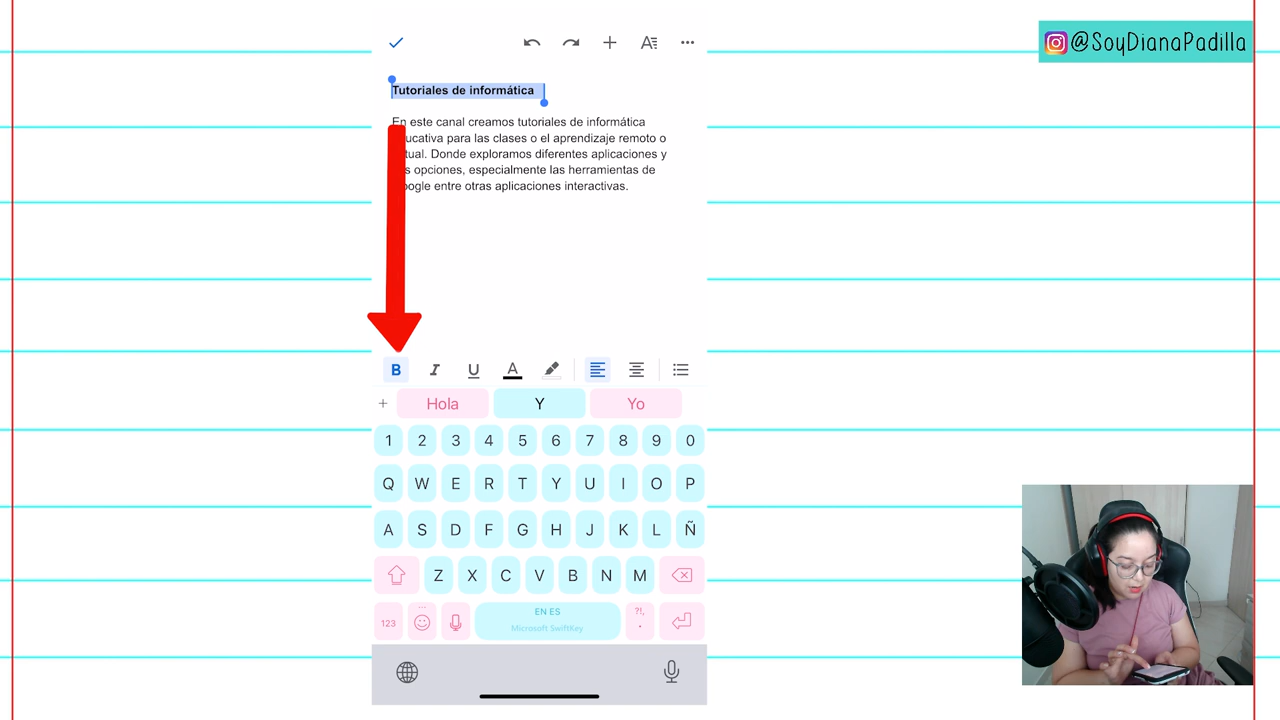 @SoyDianaPadilla
Tutoriales de informática
En este canal creamos tutoriales de informática
ucativa para las clases o el aprendizaje remoto o
tual. Donde exploramos diferentes aplicaciones y
s opciones, especialmente las herramientas de
ogle entre otras aplicaciones interactivas.
B I U A
+ Hola Y Yo
1 2 3 4 5 6 7 8 9 0
Q W E R T Y U I O P
A S D F G H J K L Ñ
Z X C V B N M
123 EN ES ?!,
Microsoft SwiftKey .